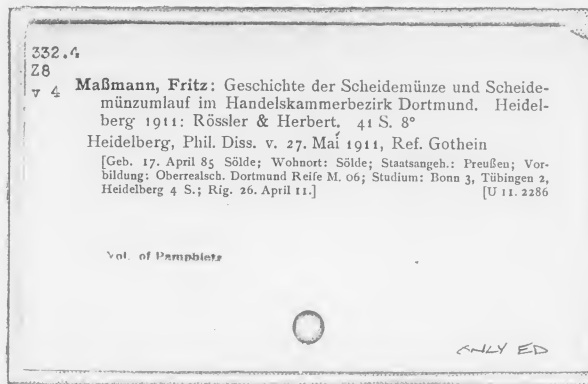 332.4
Z8
v 4 Maßmann, Fritz: Geschichte der Scheidemünze und Scheide-
münzumlauf im Handelskammerbezirk Dortmund. Heidel-
berg 1911: Rössler & Herbert. 41 S. 8°
Heidelberg, Phil. Diss. v. 27. Mai 1911, Ref. Gothein
[Geb. 17. April 85 Sölde; Wohnort: Sölde; Staatsangeh.: Preußen; Vor-
bildung: Oberrealsch. Dortmund Reife M. 06; Studium: Bonn 3, Tübingen 2,
Heidelberg 4 S.; Rig. 26. April 11.] [U 11. 2286
Vol. of Pamphlets
ONLY ED